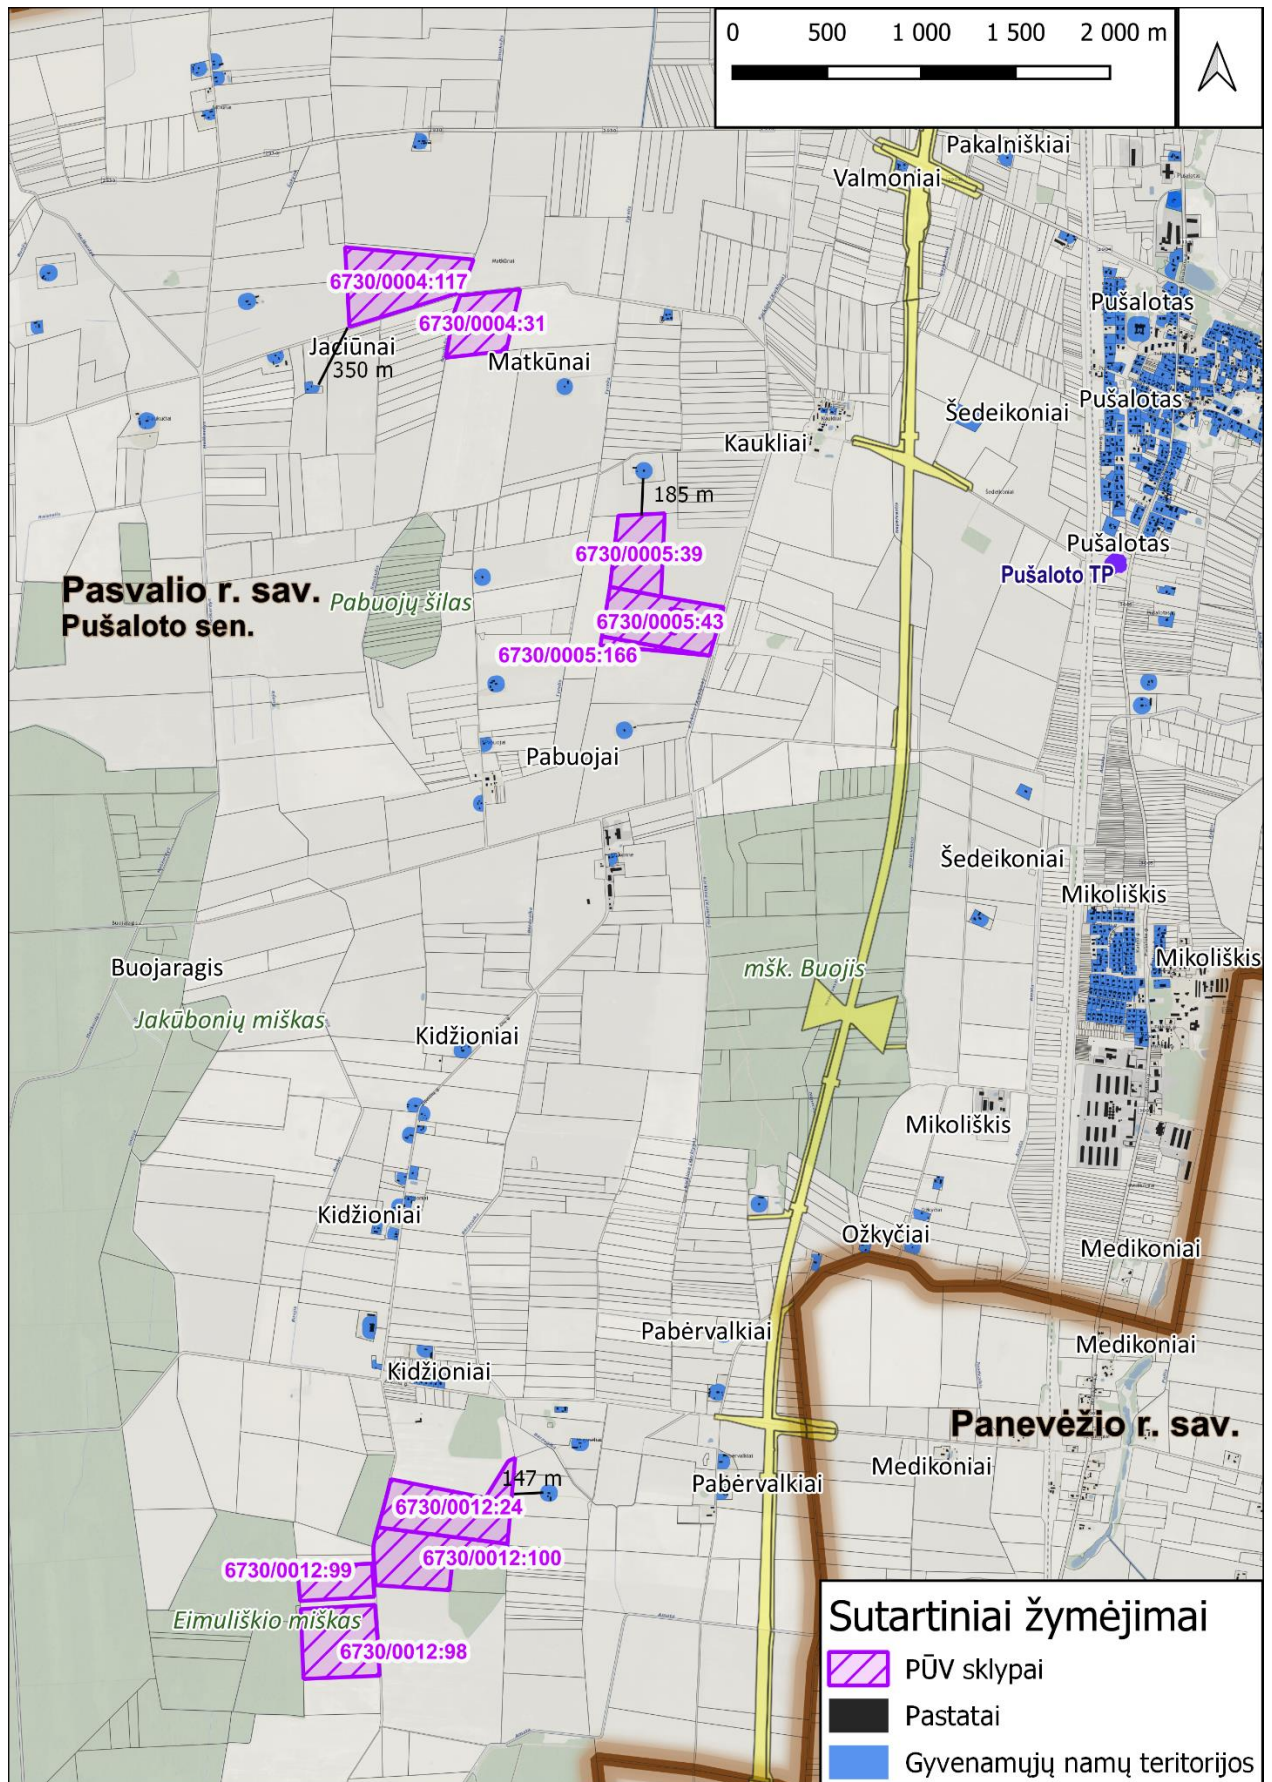 0 500 1 000 1 500 2 000 m
Pakalniškiai
Valmoniai
6730/0004:117
Pušalotas
6730/0004:31
Jaciūnai
350 m
Matkūnai
Pušalotas
Šedeikoniai
Kaukliai
185 m
Pušalotas
6730/0005:39
Pušaloto TP
Pasvalio r. sav.
Pušaloto sen.
Pabuojų šilas
6730/0005:43
6730/0005:166
Pabuojai
Šedeikoniai
Mikoliškis
Mikoliškis
Buojaragis
mšk. Buojis
Jakūbonių miškas
Kidžioniai
Mikoliškis
Kidžioniai
Ožkyčiai
Medikoniai
Pabėrvalkiai
Medikoniai
Kidžioniai
Panevėžio r. sav.
Medikoniai
147 m
Pabėrvalkiai
6730/0012:24
6730/0012:100
6730/0012:99
Eimuliškio miškas
6730/0012:98
Sutartiniai žymėjimai
PŪV sklypai
Pastatai
Gyvenamųjų namų teritorijos